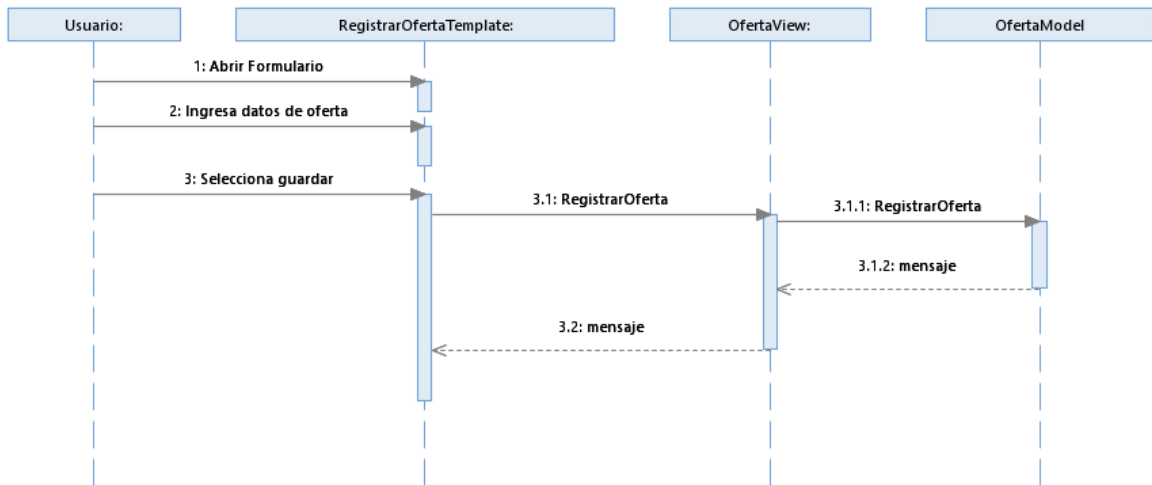 Usuario:
RegistrarOfertaTemplate:
OfertaView:
OfertaModel
1: Abrir Formulario
2: Ingresa datos de oferta
3: Selecciona guardar
3.1: RegistrarOferta
3.1.1: RegistrarOferta
3.1.2: mensaje
3.2: mensaje